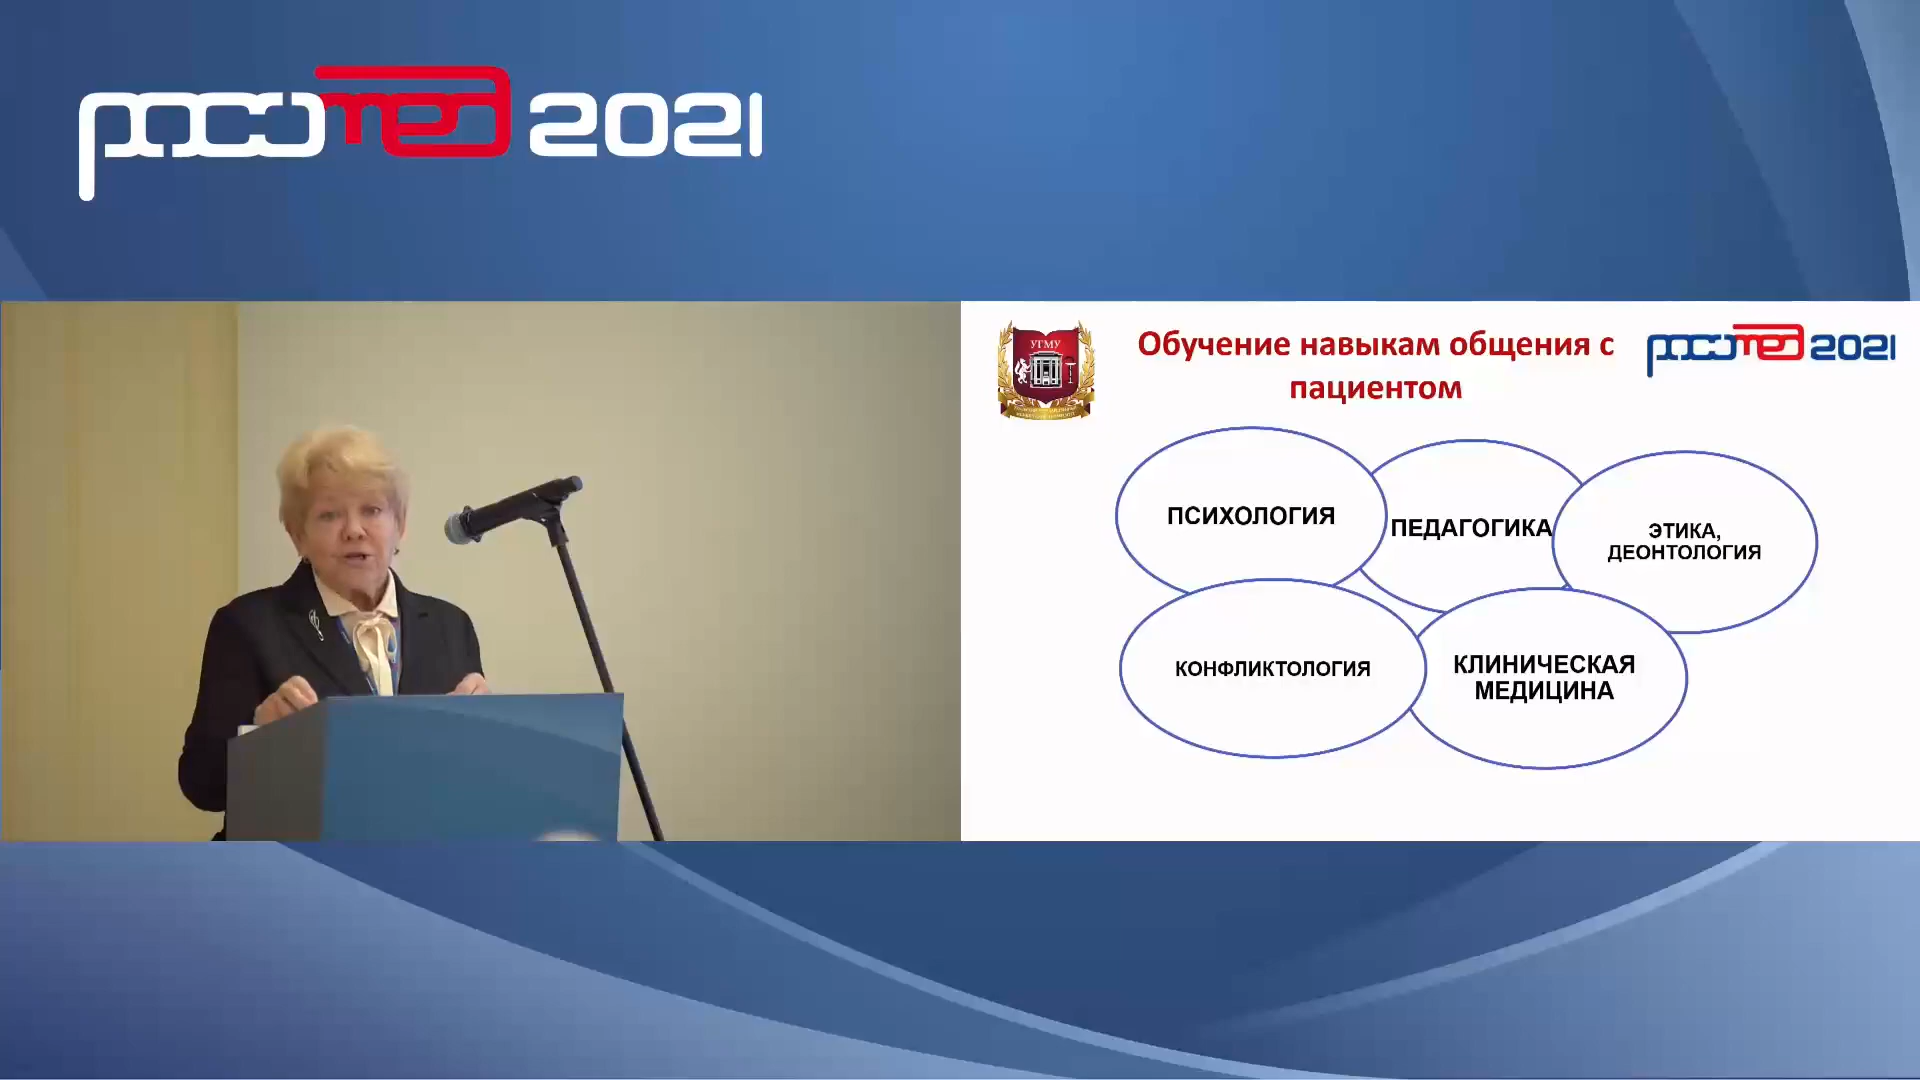 росомед 2021
УГМУ
Обучение навыкам общения с
пациентом
росомед 2021
ПСИХОЛОГИЯ
ПЕДАГОГИКА
ЭТИКА,
ДЕОНТОЛОГИЯ
КОНФЛИКТОЛОГИЯ
КЛИНИЧЕСКАЯ
МЕДИЦИНА